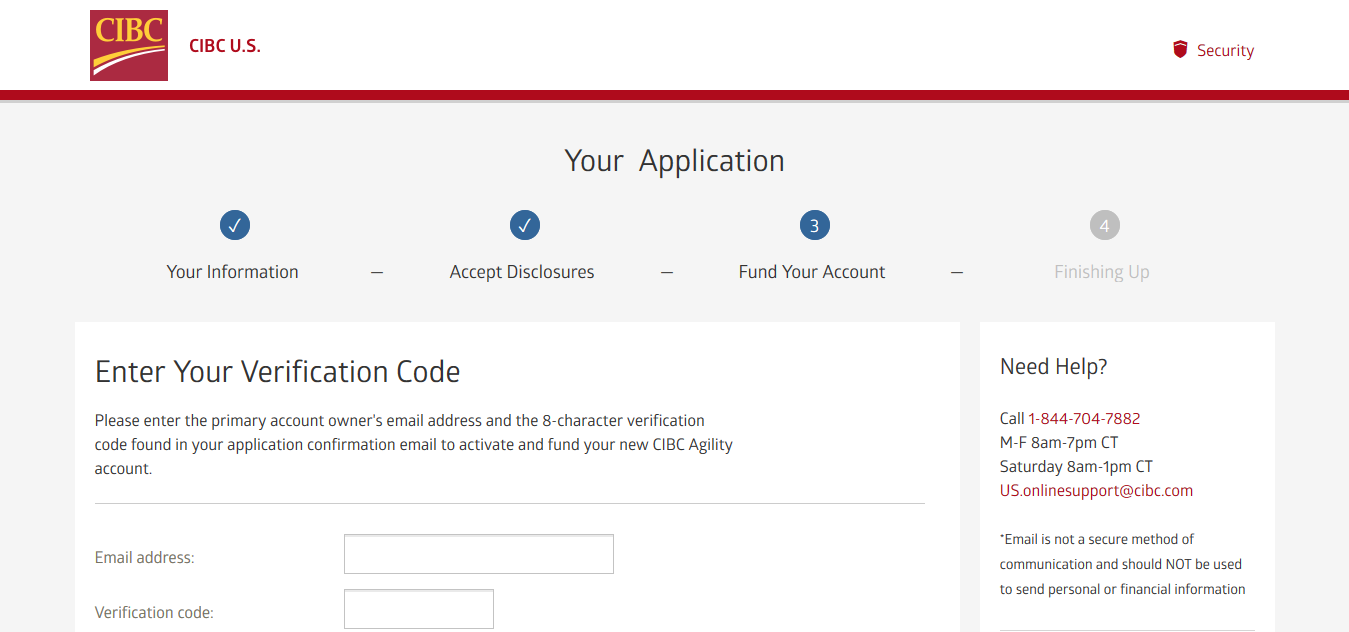 CIBC
CIBC U.S.
Security
Your Application
✓
✓
3
4
Your Information
–
Accept Disclosures
–
Fund Your Account
–
Finishing Up
Enter Your Verification Code
Please enter the primary account owner's email address and the 8-character verification
code found in your application confirmation email to activate and fund your new CIBC Agility
account.
Email address:
Verification code:
Need Help?
Call 1-844-704-7882
M-F 8am-7pm CT
Saturday 8am-1pm CT
US.onlinesupport@cibc.com
*Email is not a secure method of
communication and should NOT be used
to send personal or financial information